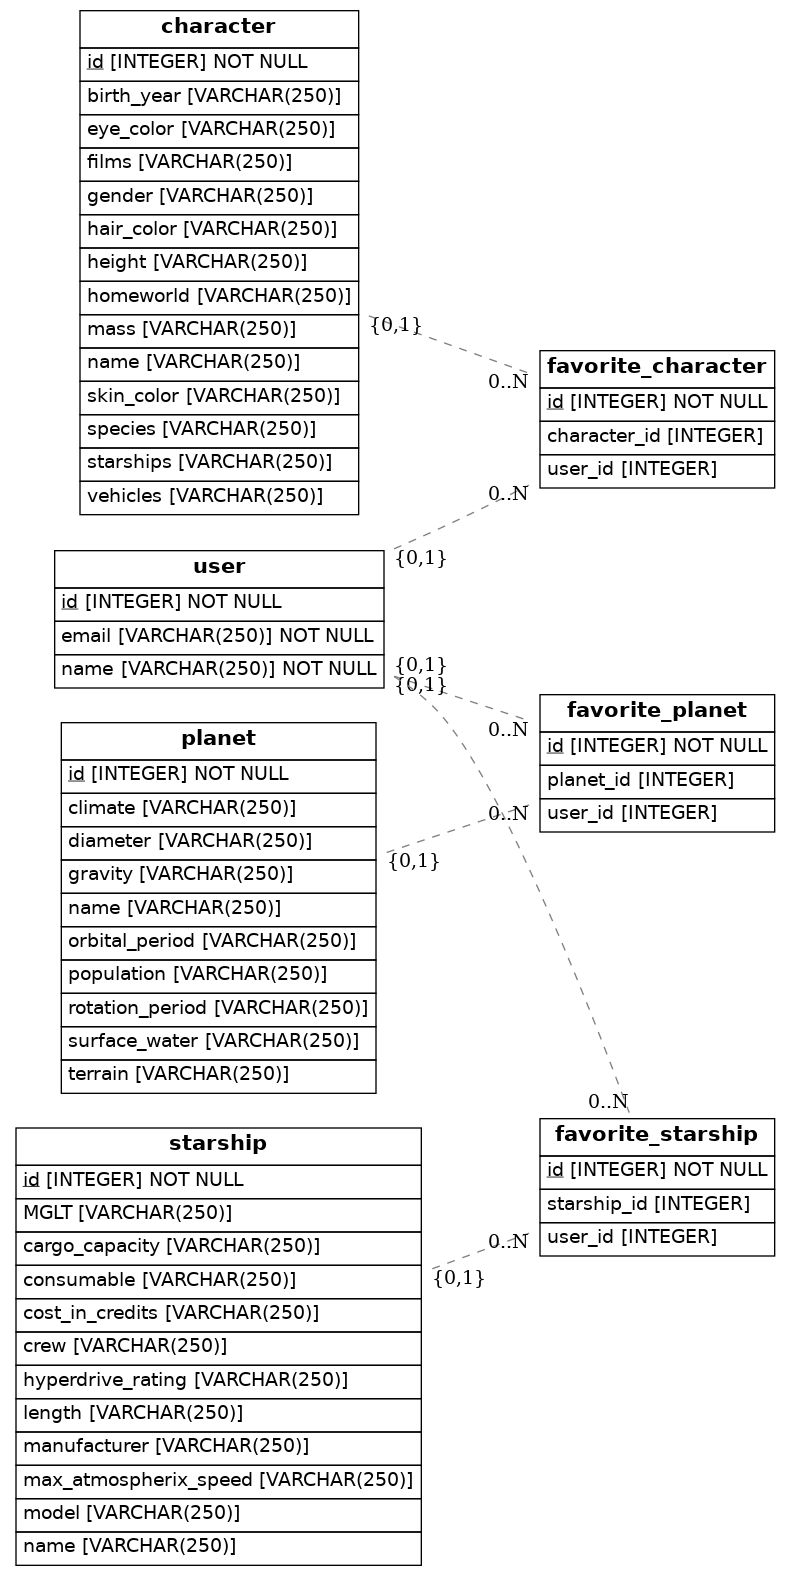 character
id [INTEGER] NOT NULL
birth_year [VARCHAR(250)]
eye_color [VARCHAR(250)]
films [VARCHAR(250)]
gender [VARCHAR(250)]
hair_color [VARCHAR(250)]
height [VARCHAR(250)]
homeworld [VARCHAR(250)]
mass [VARCHAR(250)]
name [VARCHAR(250)]
skin_color [VARCHAR(250)]
species [VARCHAR(250)]
starships [VARCHAR(250)]
vehicles [VARCHAR(250)]
{0,1}
0..N
favorite_character
id [INTEGER] NOT NULL
character_id [INTEGER]
user_id [INTEGER]
0..N
{0,1}
user
id [INTEGER] NOT NULL
email [VARCHAR(250)] NOT NULL
name [VARCHAR(250)] NOT NULL
{0,1}
{0,1}
0..N
favorite_planet
id [INTEGER] NOT NULL
planet_id [INTEGER]
user_id [INTEGER]
0..N
{0,1}
planet
id [INTEGER] NOT NULL
climate [VARCHAR(250)]
diameter [VARCHAR(250)]
gravity [VARCHAR(250)]
name [VARCHAR(250)]
orbital_period [VARCHAR(250)]
population [VARCHAR(250)]
rotation_period [VARCHAR(250)]
surface_water [VARCHAR(250)]
terrain [VARCHAR(250)]
0..N
favorite_starship
id [INTEGER] NOT NULL
starship_id [INTEGER]
user_id [INTEGER]
0..N
{0,1}
starship
id [INTEGER] NOT NULL
MGLT [VARCHAR(250)]
cargo_capacity [VARCHAR(250)]
consumable [VARCHAR(250)]
cost_in_credits [VARCHAR(250)]
crew [VARCHAR(250)]
hyperdrive_rating [VARCHAR(250)]
length [VARCHAR(250)]
manufacturer [VARCHAR(250)]
max_atmospherix_speed [VARCHAR(250)]
model [VARCHAR(250)]
name [VARCHAR(250)]